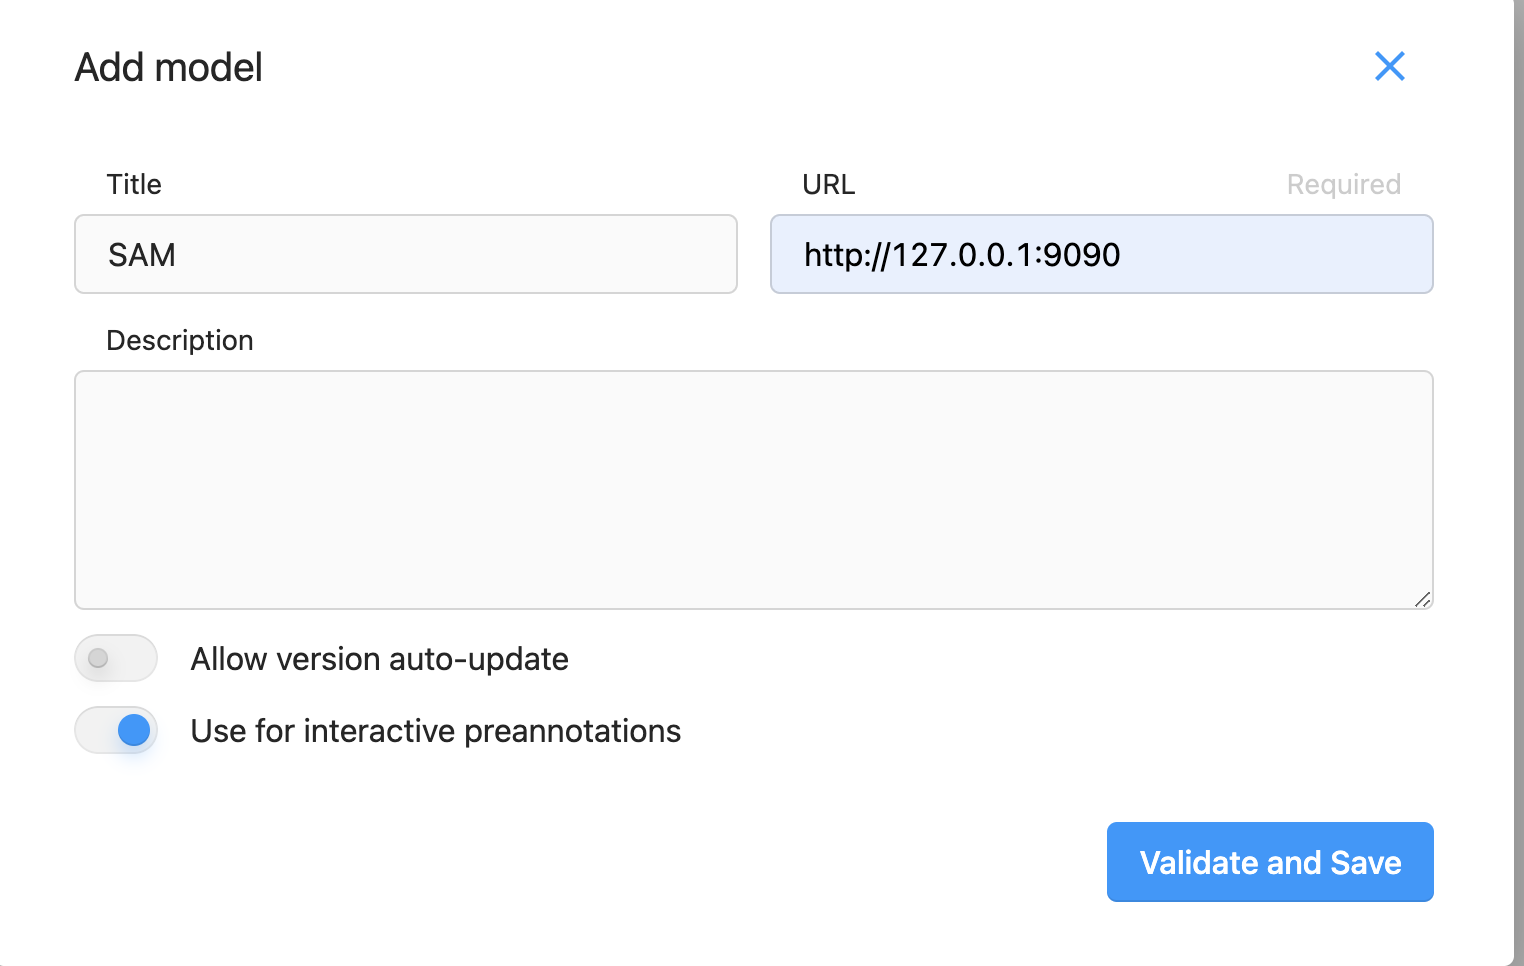 Add model
Title
URL
Required
SAM
http://127.0.0.1:9090
Description
Allow version auto-update
Use for interactive preannotations
Validate and Save